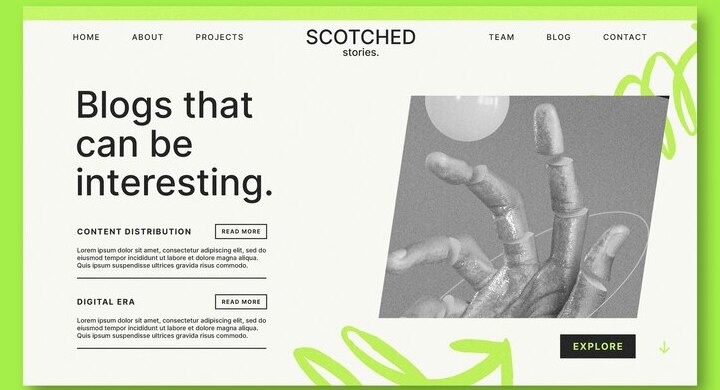 HOME ABOUT PROJECTS SCOTCHED TEAM BLOG CONTACT
stories.
Blogs that
can be
interesting.
CONTENT DISTRIBUTION READ MORE
Lorem ipsum dolor sit amet, consectetur adipiscing elit, sed do
eiusmod tempor incididunt ut labore et dolore magna aliqua.
Quis ipsum suspendisse ultrices gravida risus commodo.
DIGITAL ERA READ MORE
Lorem ipsum dolor sit amet, consectetur adipiscing elit, sed do
eiusmod tempor incididunt ut labore et dolore magna aliqua.
Quis ipsum suspendisse ultrices gravida risus commodo.
EXPLORE